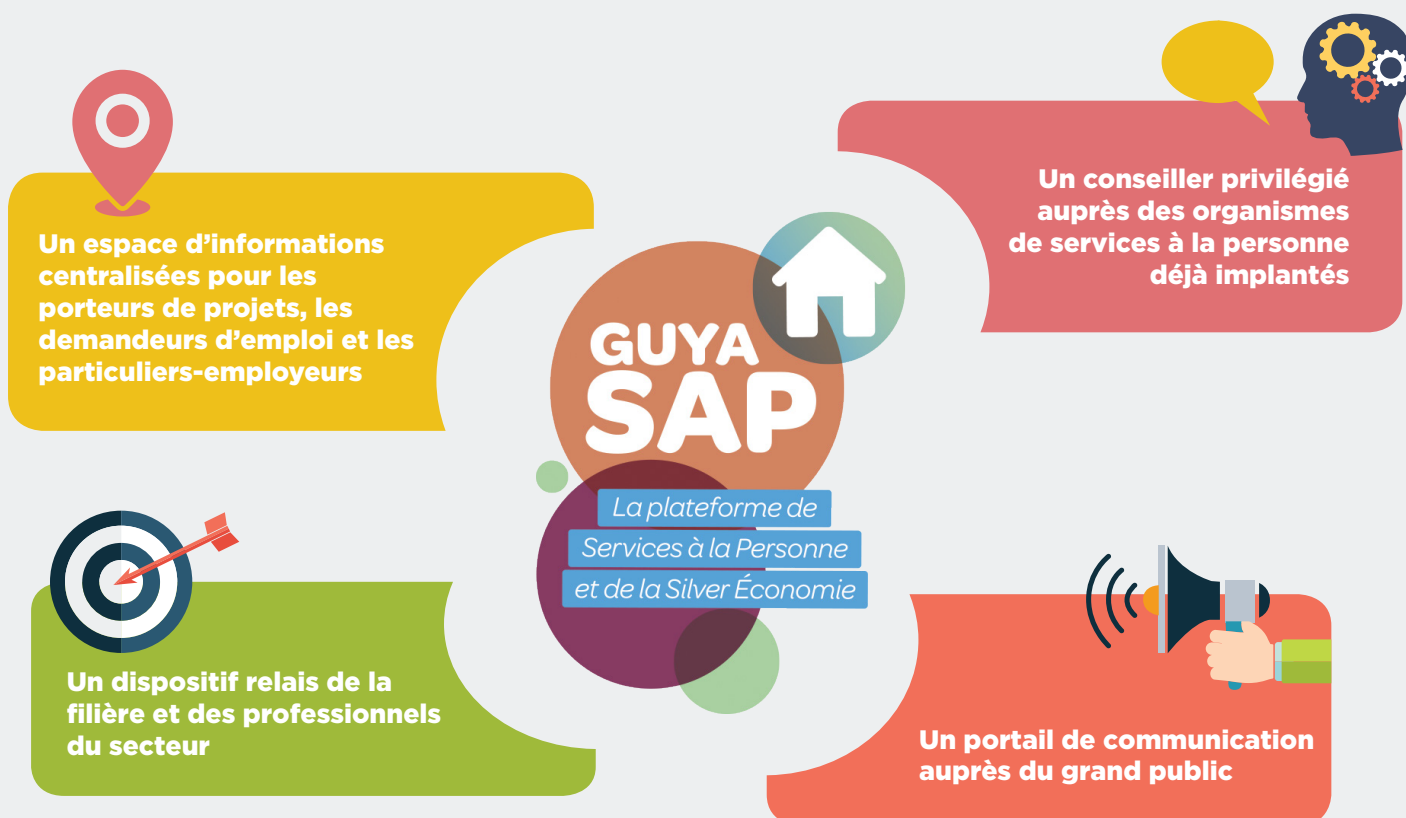 Un espace d’informations
centralisées pour les
porteurs de projets, les
demandeurs d’emploi et les
particuliers-employeurs
Un conseiller privilégié
auprès des organismes
de services à la personne
déjà implantés
GUYA
SAP
La plateforme de
Services à la Personne
et de la Silver Économie
Un dispositif relais de la
filière et des professionnels
du secteur
Un portail de communication
auprès du grand public